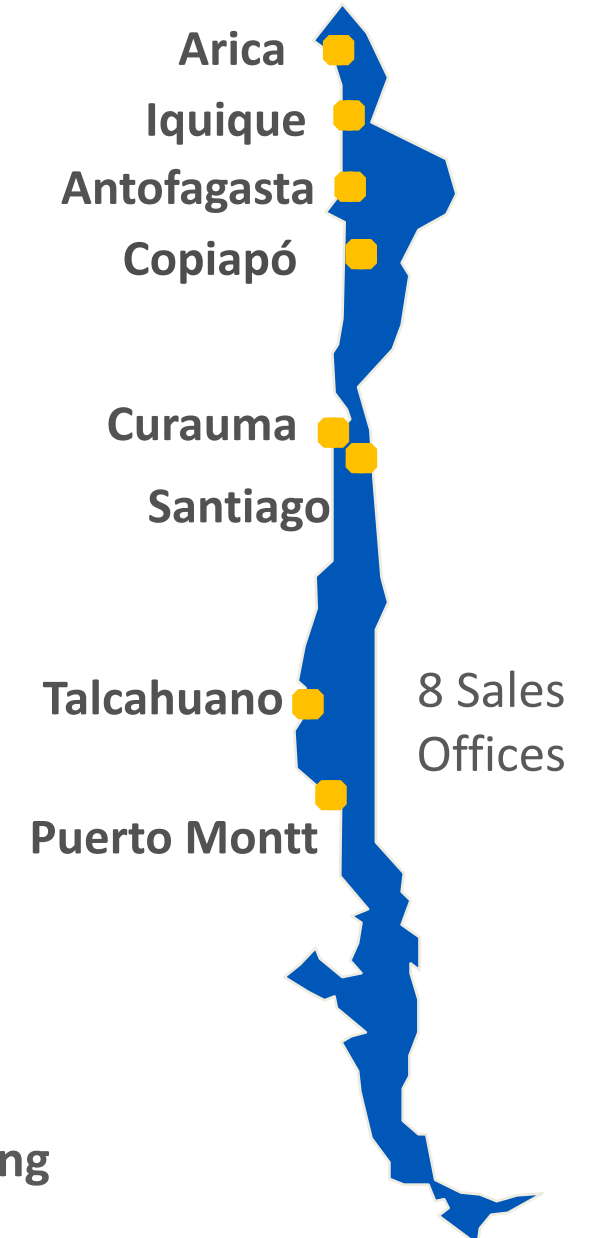 Arica
Iquique
Antofagasta
Copiapó
Curauma
Santiago
Talcahuano
8 Sales
Offices
Puerto Montt
ng